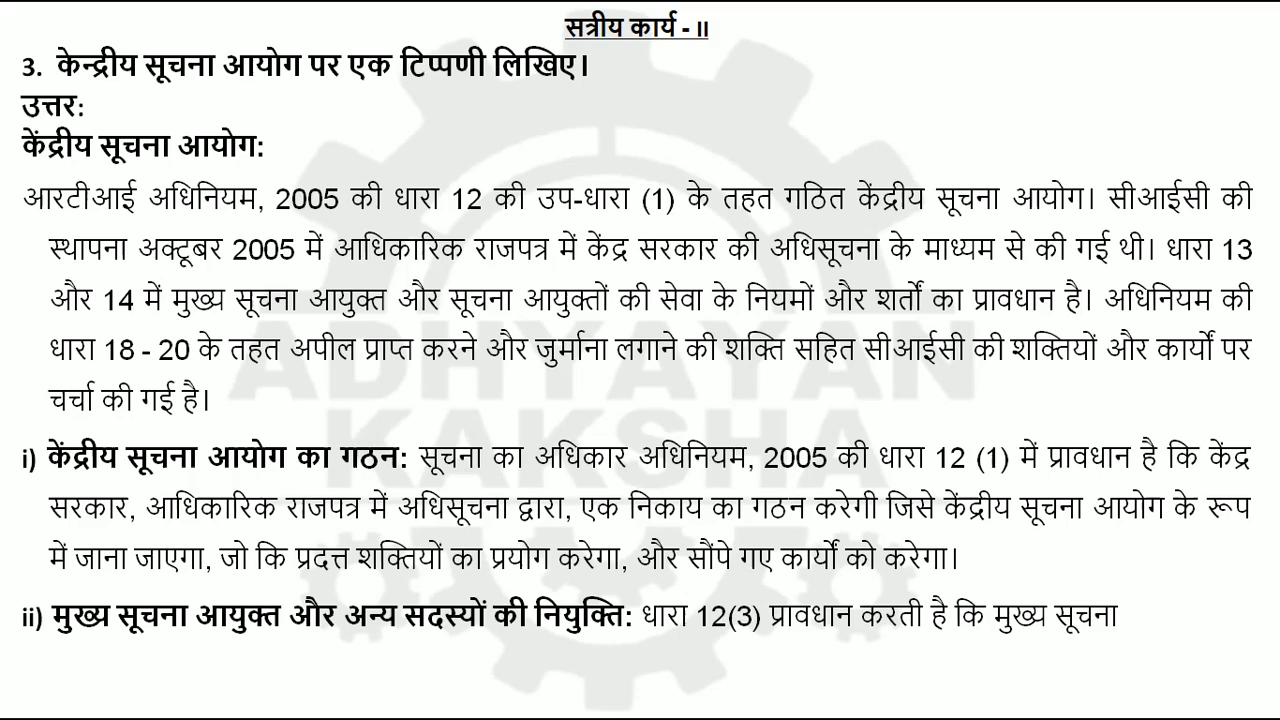 सत्रीय कार्य - II
3. केन्द्रीय सूचना आयोग पर एक टिप्पणी लिखिए।
उत्तर:
केंद्रीय सूचना आयोग:
आरटीआई अधिनियम, 2005 की धारा 12 की उप-धारा (1) के तहत गठित केंद्रीय सूचना आयोग। सीआईसी की
स्थापना अक्टूबर 2005 में आधिकारिक राजपत्र में केंद्र सरकार की अधिसूचना के माध्यम से की गई थी। धारा 13
और 14 में मुख्य सूचना आयुक्त और सूचना आयुक्तों की सेवा के नियमों और शर्तों का प्रावधान है। अधिनियम की
धारा 18 - 20 के तहत अपील प्राप्त करने और जुर्माना लगाने की शक्ति सहित सीआईसी की शक्तियों और कार्यों पर
चर्चा की गई है।
i) केंद्रीय सूचना आयोग का गठन: सूचना का अधिकार अधिनियम, 2005 की धारा 12 (1) में प्रावधान है कि केंद्र
सरकार, आधिकारिक राजपत्र में अधिसूचना द्वारा, एक निकाय का गठन करेगी जिसे केंद्रीय सूचना आयोग के रूप
में जाना जाएगा, जो कि प्रदत्त शक्तियों का प्रयोग करेगा, और सौंपे गए कार्यों को करेगा।
ii) मुख्य सूचना आयुक्त और अन्य सदस्यों की नियुक्ति: धारा 12(3) प्रावधान करती है कि मुख्य सूचना
ADHYAYAN
KAKSHA